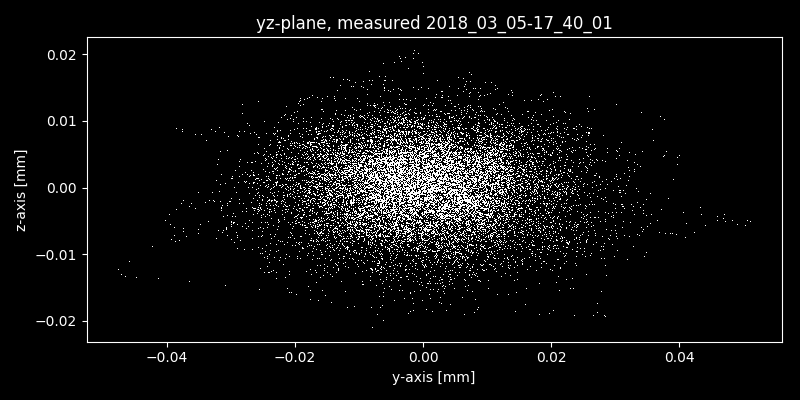 yz-plane, measured 2018_03_05-17_40_01
0.02
0.01
0.00
−0.01
−0.02
z-axis [mm]
−0.04 −0.02 0.00 0.02 0.04
y-axis [mm]